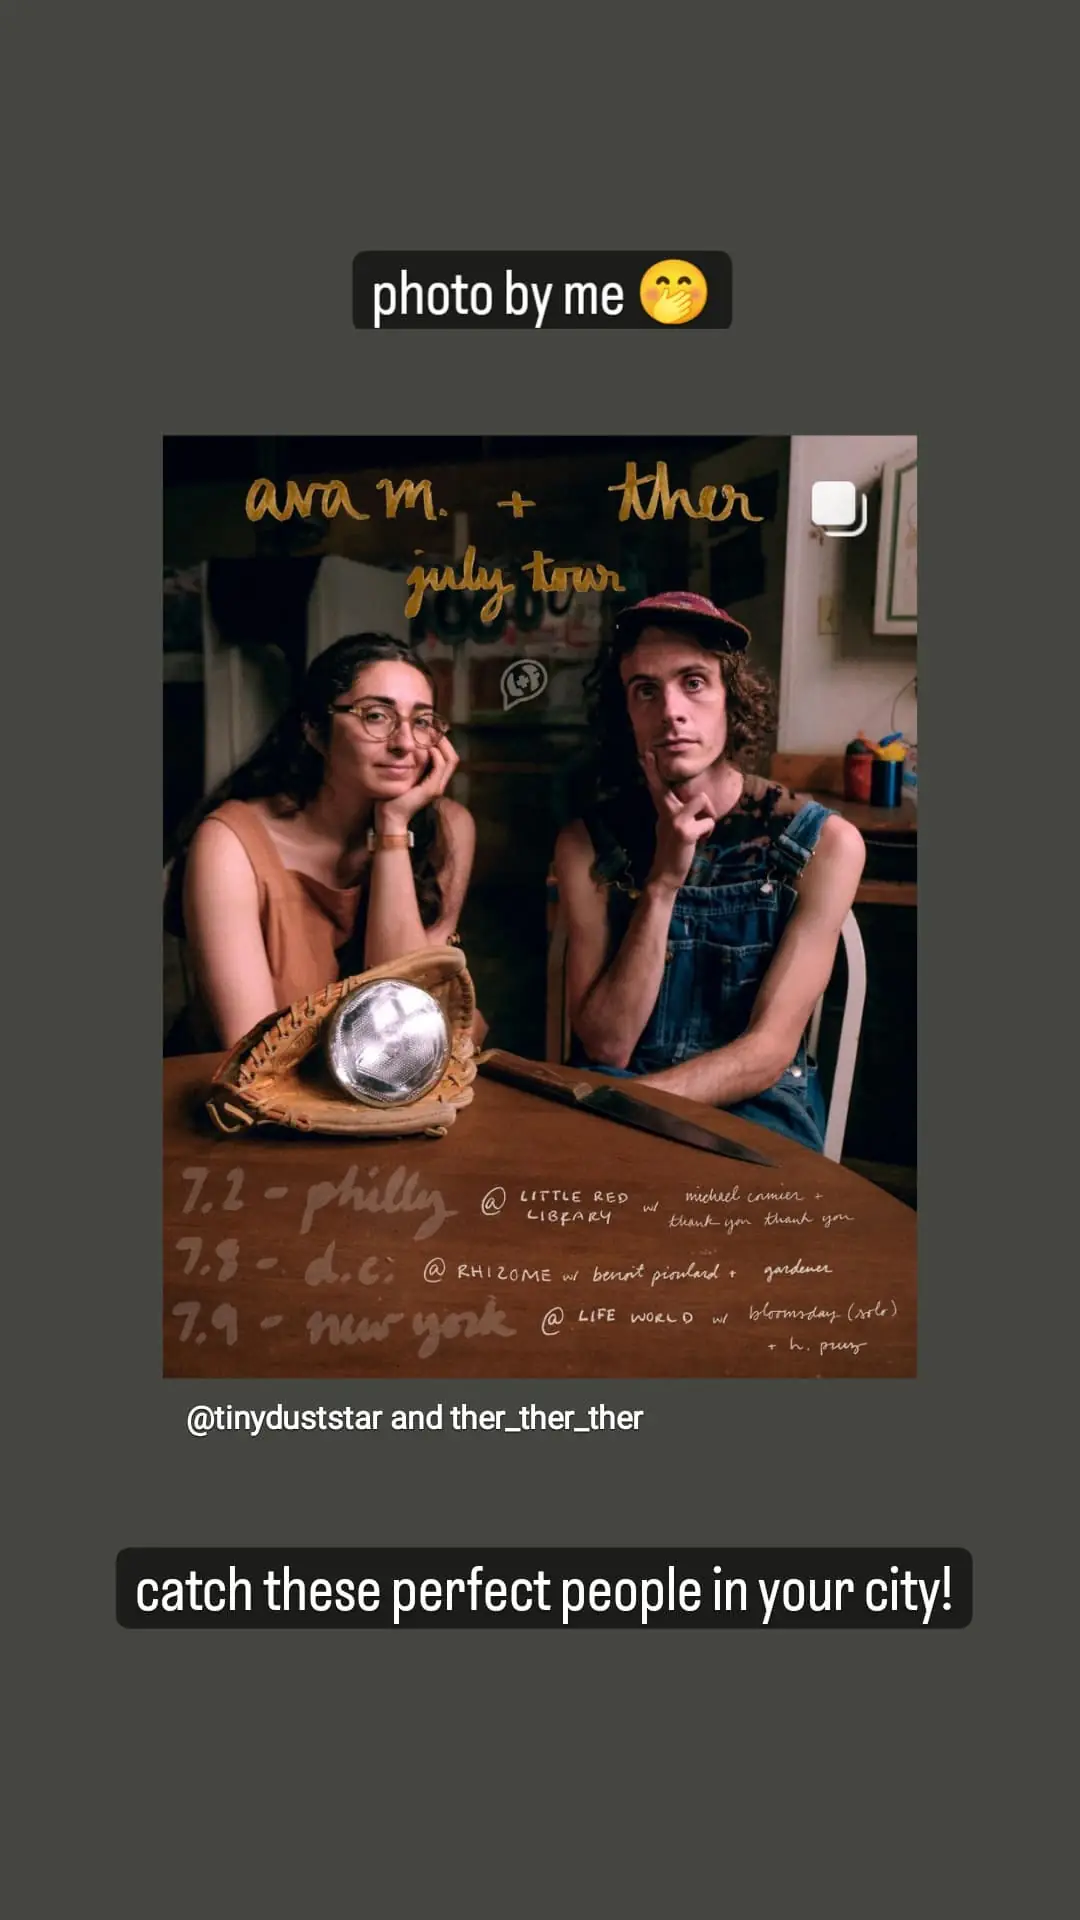 photo by me 🤭
ava m. + ther
july tour
7.2 - philly @ LITTLE RED LIBRARY w/ michael cormier + thank you thank you
7.8 - d.c. @ RHIZOME w/ benoit pioulard + gardener
7.9 - new york @ LIFE WORLD w/ bloomsday (solo)
+ h. pruz
@tinyduststar and ther_ther_ther
catch these perfect people in your city!